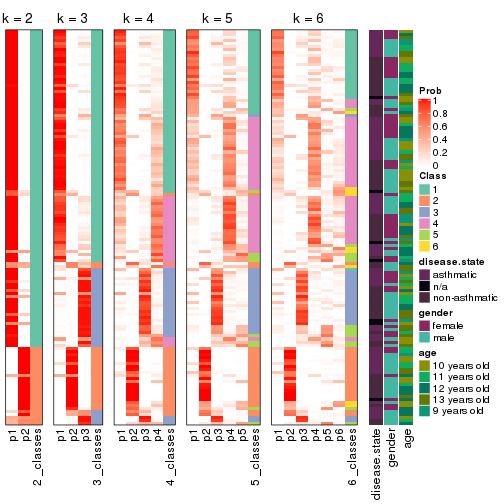 k = 2 k = 3 k = 4 k = 5 k = 6
Prob
1
0.8
0.6
0.4
0.2
0
Class
1
2
3
4
5
6
disease.state
asthmatic
n/a
non-asthmatic
gender
female
male
age
10 years old
11 years old
12 years old
13 years old
9 years old
p1 p2 2_classes p1 p2 p3 3_classes p1 p2 p3 p4 4_classes p1 p2 p3 p4 p5 5_classes p1 p2 p3 p4 p5 p6 6_classes disease.state gender age